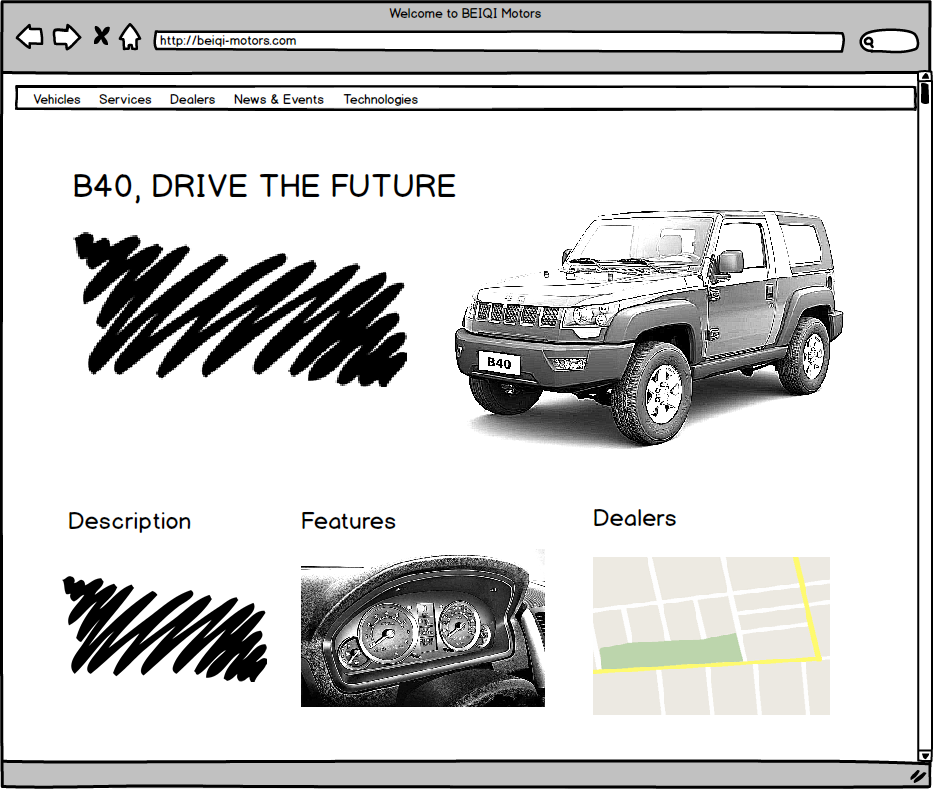 Welcome to BEIQI Motors
http://beiqi-motors.com
Vehicles Services Dealers News & Events Technologies
B40, DRIVE THE FUTURE
B40
Description
Features
Dealers